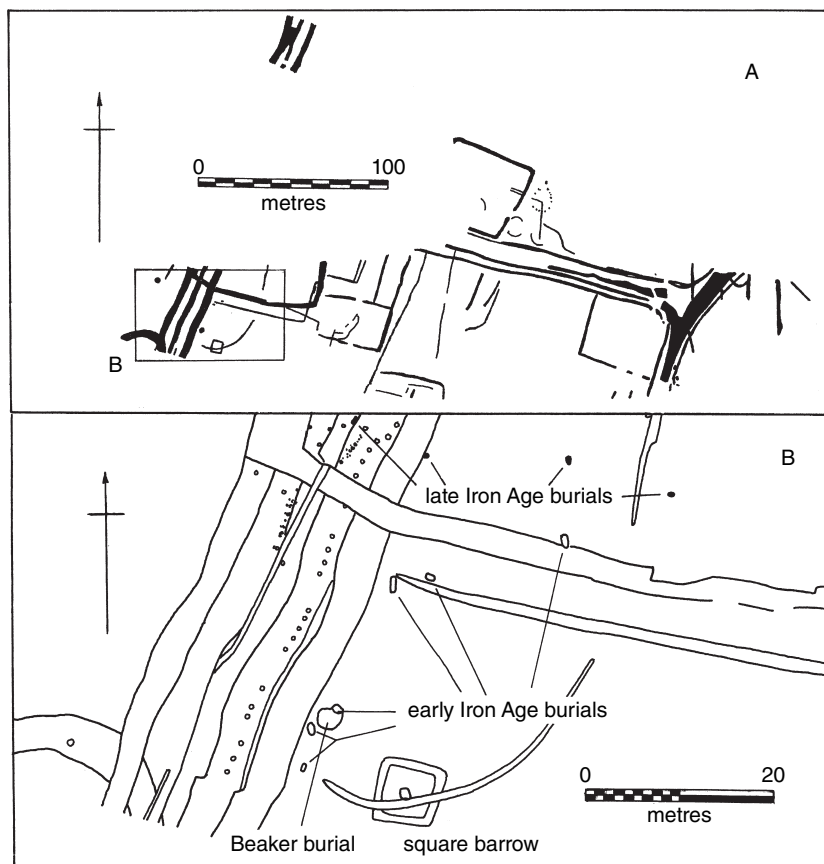 A
0 100
metres
B
B
late Iron Age burials
early Iron Age burials
0 20
metres
Beaker burial square barrow